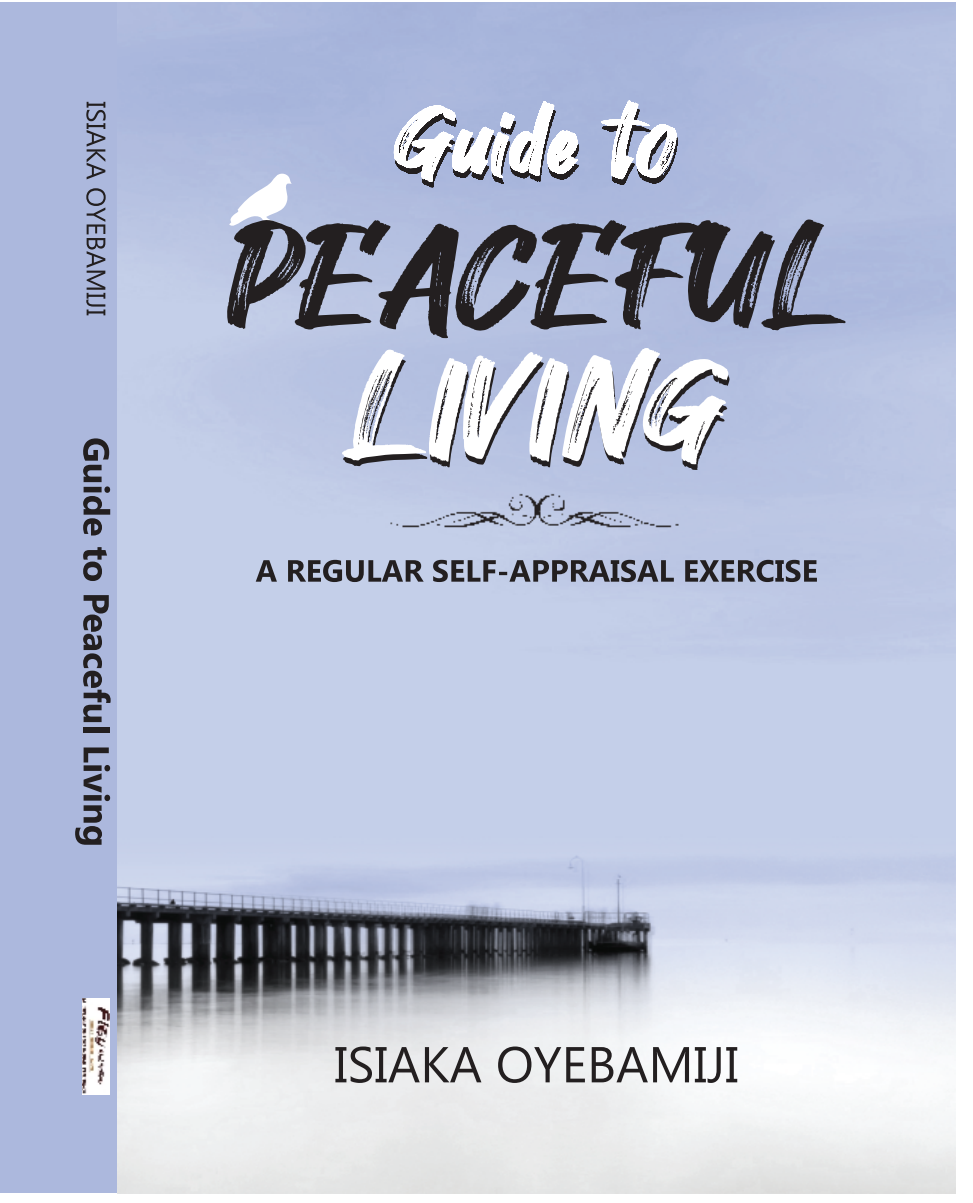 ISIAKA OYEBAMIJI
Guide to Peaceful Living
Guide to
PEACEFUL
LIVING
A REGULAR SELF-APPRAISAL EXERCISE
ISIAKA OYEBAMIJI